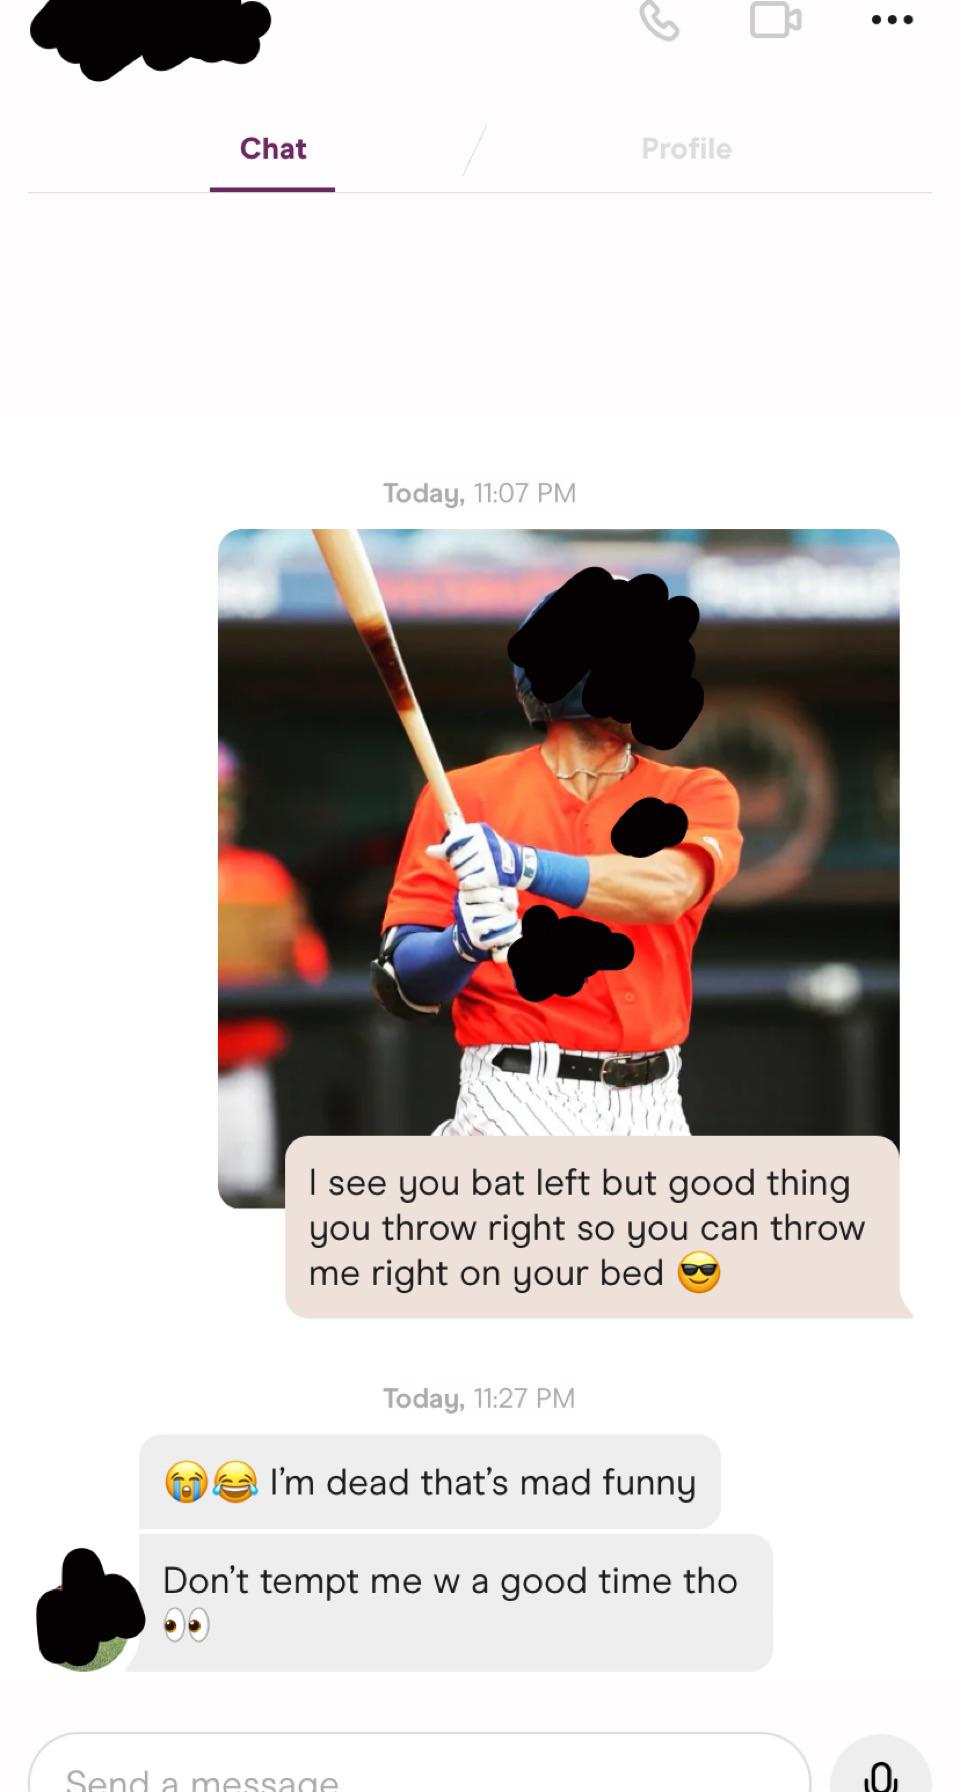 Chat
Profile
Today, 11:07 PM
I see you bat left but good thing
you throw right so you can throw
me right on your bed 😎
Today, 11:27 PM
😭😂 I’m dead that’s mad funny
Don’t tempt me w a good time tho
👀
Send a message